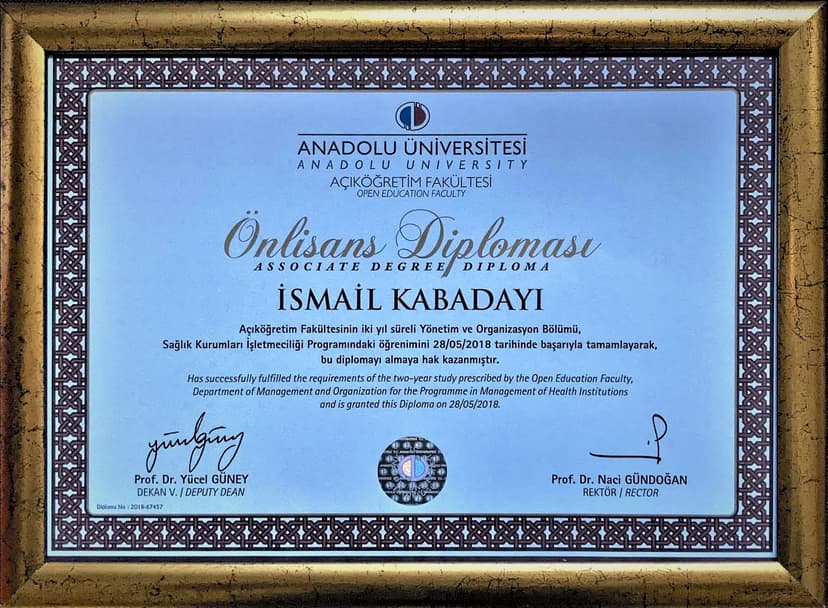 ANADOLU ÜNİVERSİTESİ
ANADOLU UNIVERSITY
AÇIKÖĞRETİM FAKÜLTESİ
OPEN EDUCATION FACULTY
Önlisans Diploması
ASSOCIATE DEGREE DIPLOMA
İSMAİL KABADAYI
Açıköğretim Fakültesinin iki yıl süreli Yönetim ve Organizasyon Bölümü,
Sağlık Kurumları İşletmeciliği Programındaki öğrenimini 28/05/2018 tarihinde başarıyla tamamlayarak,
bu diplomayı almaya hak kazanmıştır.
Has successfully fulfilled the requirements of the two-year study prescribed by the Open Education Faculty,
Department of Management and Organization for the Programme in Management of Health Institutions
and is granted this Diploma on 28/05/2018.
Prof. Dr. Yücel GÜNEY
DEKAN V. / DEPUTY DEAN
Prof. Dr. Naci GÜNDOĞAN
REKTÖR / RECTOR
Diploma No : 2018-67457